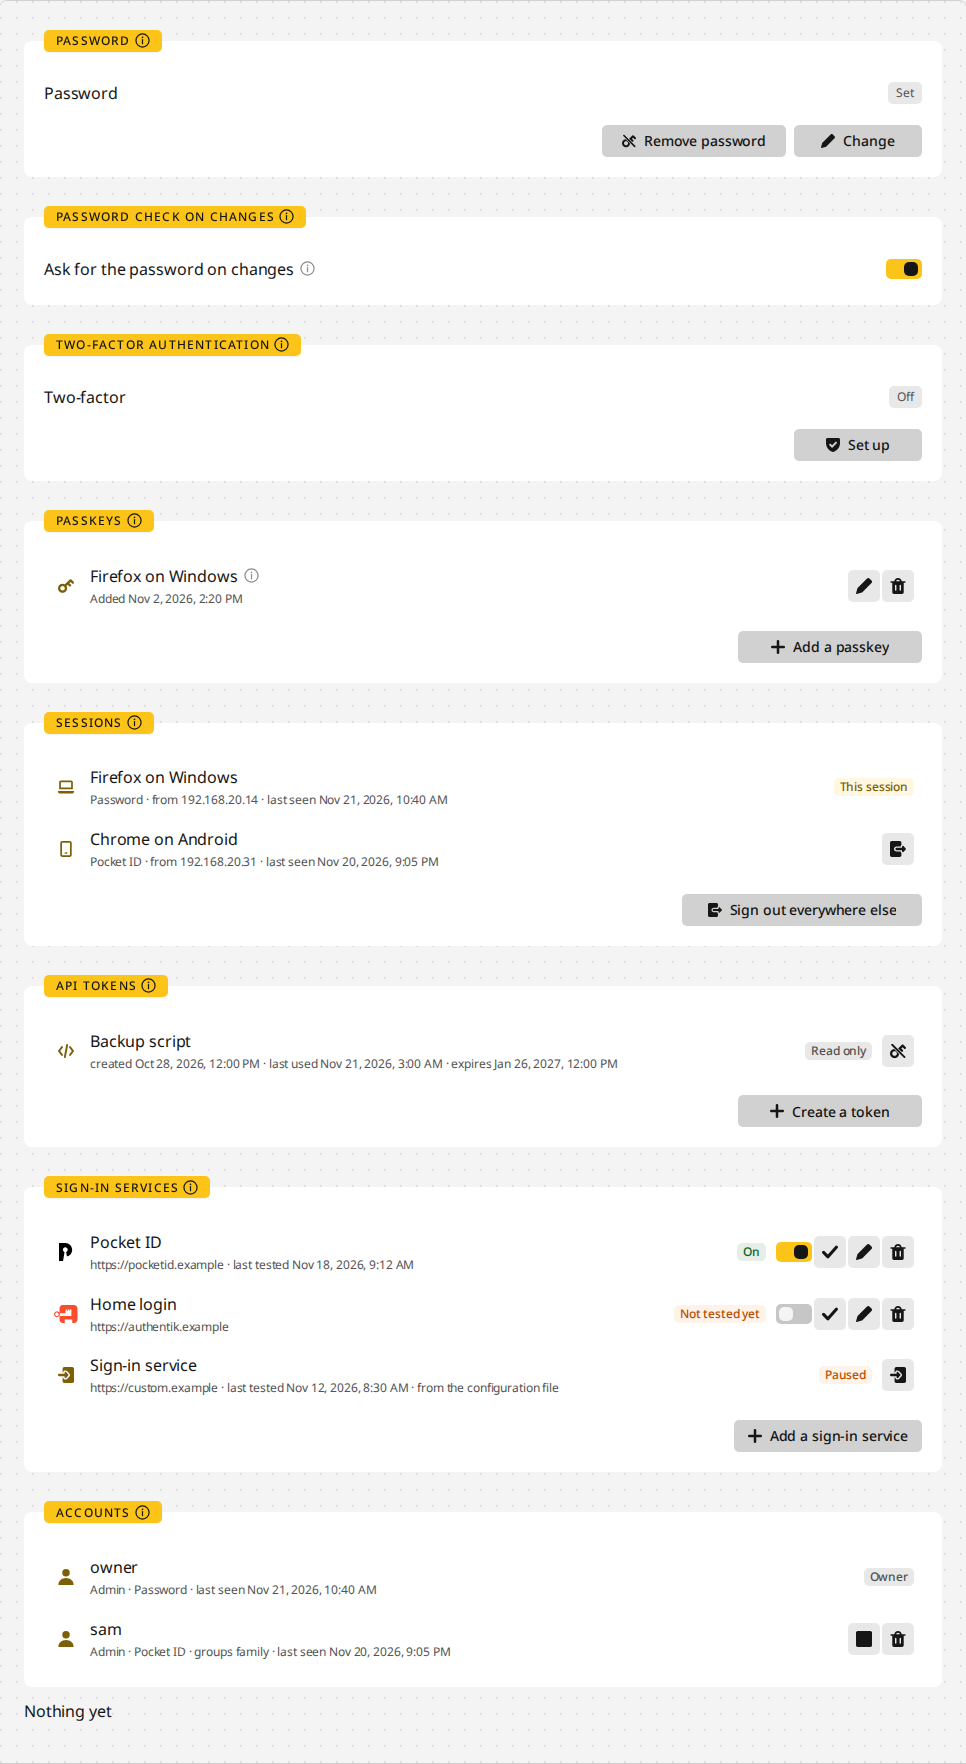 PASSWORD
Password
Set
Remove password
Change
PASSWORD CHECK ON CHANGES
Ask for the password on changes
TWO-FACTOR AUTHENTICATION
Two-factor
Off
Set up
PASSKEYS
Firefox on Windows
Added Nov 2, 2026, 2:20 PM
Add a passkey
SESSIONS
Firefox on Windows
Password · from 192.168.20.14 · last seen Nov 21, 2026, 10:40 AM
This session
Chrome on Android
Pocket ID · from 192.168.20.31 · last seen Nov 20, 2026, 9:05 PM
Sign out everywhere else
API TOKENS
Backup script
created Oct 28, 2026, 12:00 PM · last used Nov 21, 2026, 3:00 AM · expires Jan 26, 2027, 12:00 PM
Read only
Create a token
SIGN-IN SERVICES
Pocket ID
https://pocketid.example · last tested Nov 18, 2026, 9:12 AM
On
Home login
https://authentik.example
Not tested yet
Sign-in service
https://custom.example · last tested Nov 12, 2026, 8:30 AM · from the configuration file
Paused
Add a sign-in service
ACCOUNTS
owner
Admin · Password · last seen Nov 21, 2026, 10:40 AM
Owner
sam
Admin · Pocket ID · groups family · last seen Nov 20, 2026, 9:05 PM
Nothing yet